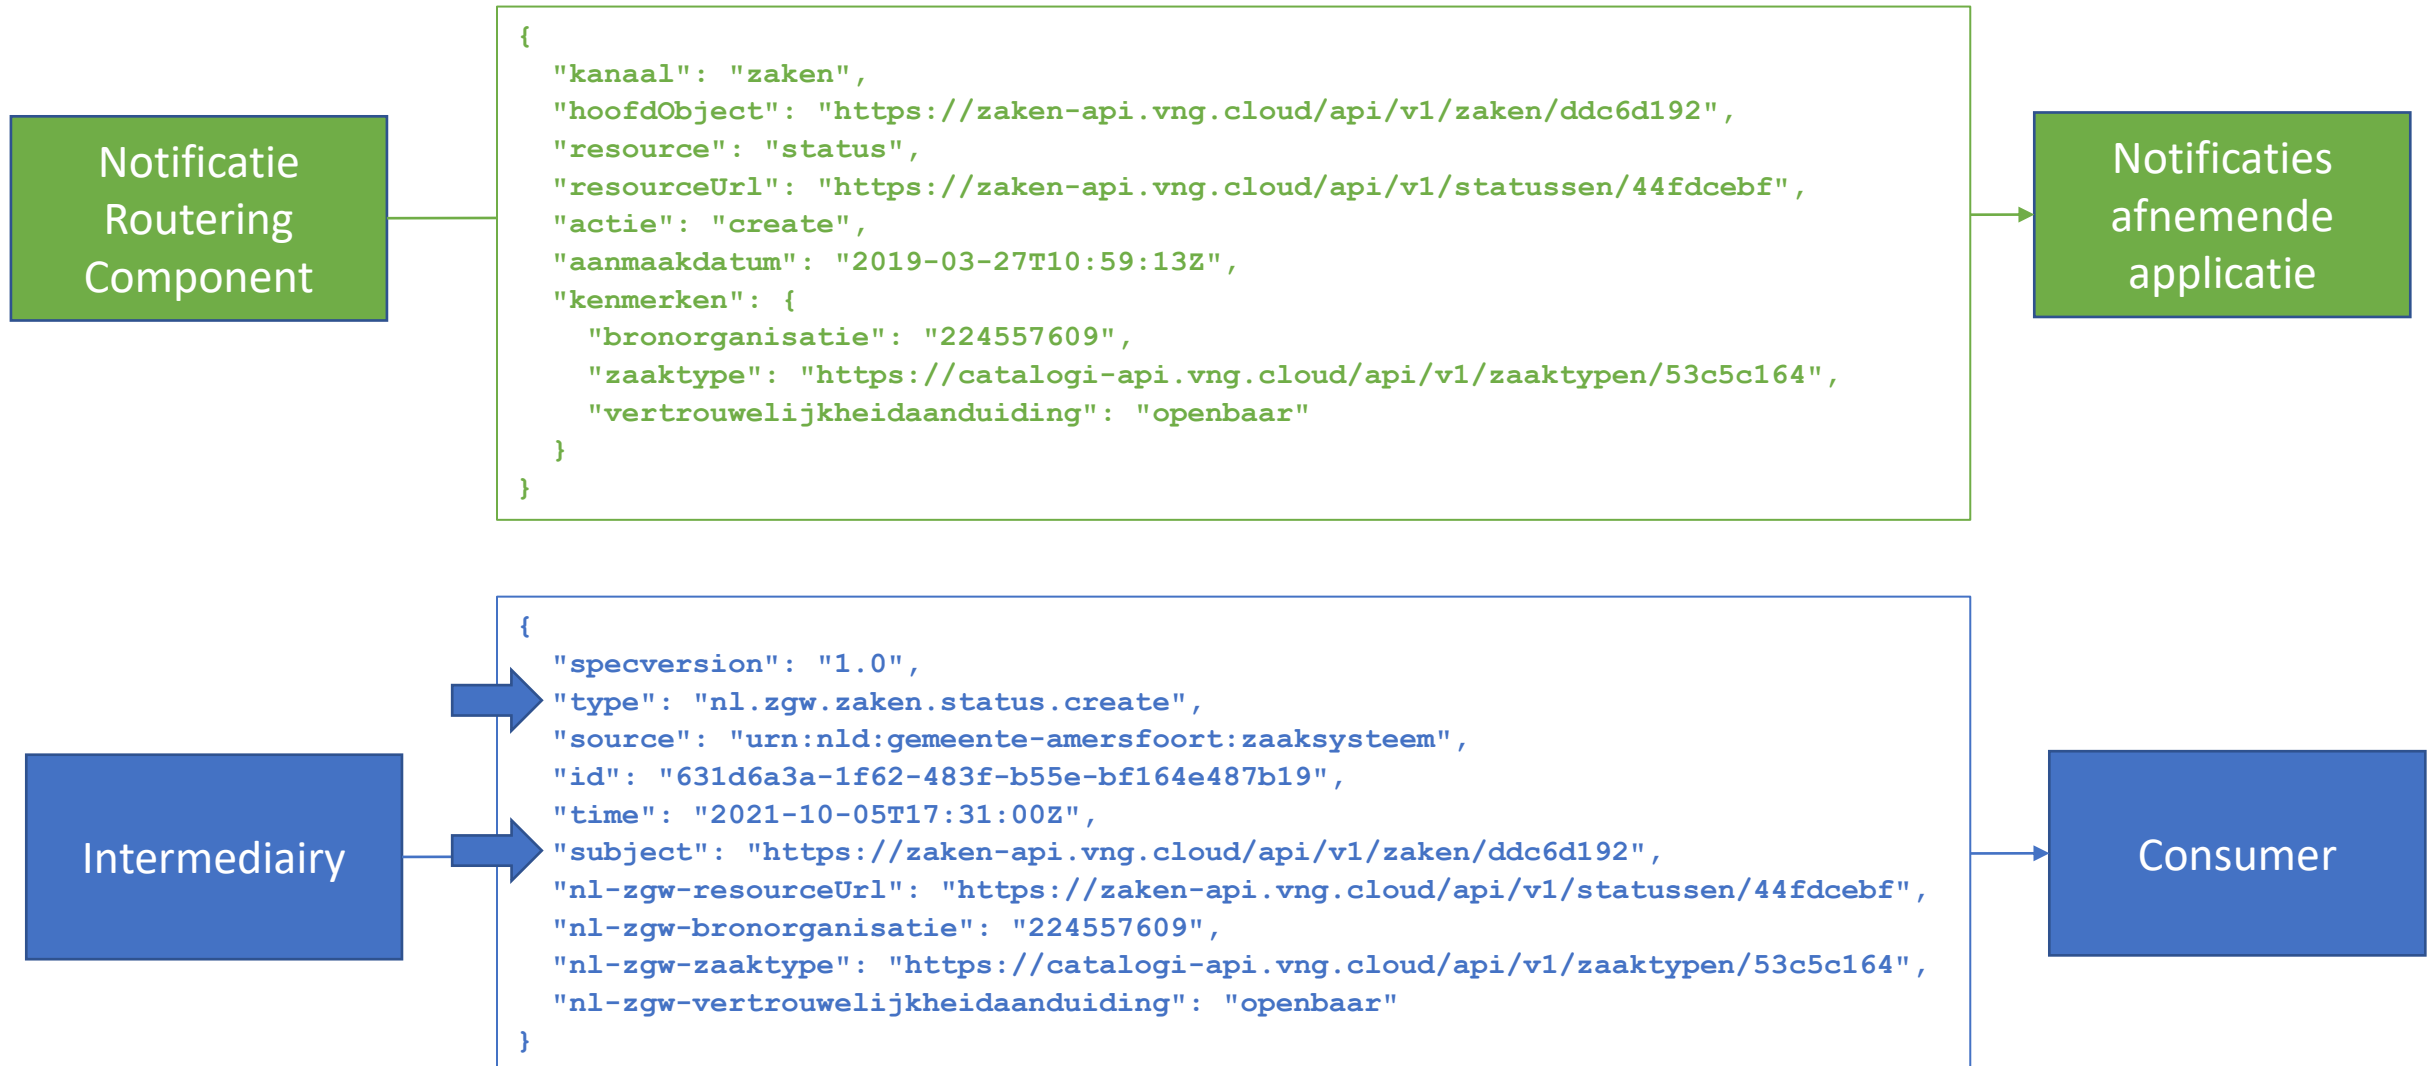 Notificatie
Routering
Component
{
"kanaal": "zaken",
"hoofdObject": "https://zaken-api.vng.cloud/api/v1/zaken/ddc6d192",
"resource": "status",
"resourceUrl": "https://zaken-api.vng.cloud/api/v1/statussen/44fdcebf",
"actie": "create",
"aanmaakdatum": "2019-03-27T10:59:13Z",
"kenmerken": {
"bronorganisatie": "224557609",
"zaaktype": "https://catalogi-api.vng.cloud/api/v1/zaaktypen/53c5c164",
"vertrouwelijkheidaanduiding": "openbaar"
}
}
Notificaties
afnemende
applicatie
Intermediairy
{
"specversion": "1.0",
"type": "nl.zgw.zaken.status.create",
"source": "urn:nld:gemeente-amersfoort:zaaksysteem",
"id": "631d6a3a-1f62-483f-b55e-bf164e487b19",
"time": "2021-10-05T17:31:00Z",
"subject": "https://zaken-api.vng.cloud/api/v1/zaken/ddc6d192",
"nl-zgw-resourceUrl": "https://zaken-api.vng.cloud/api/v1/statussen/44fdcebf",
"nl-zgw-bronorganisatie": "224557609",
"nl-zgw-zaaktype": "https://catalogi-api.vng.cloud/api/v1/zaaktypen/53c5c164",
"nl-zgw-vertrouwelijkheidaanduiding": "openbaar"
}
Consumer